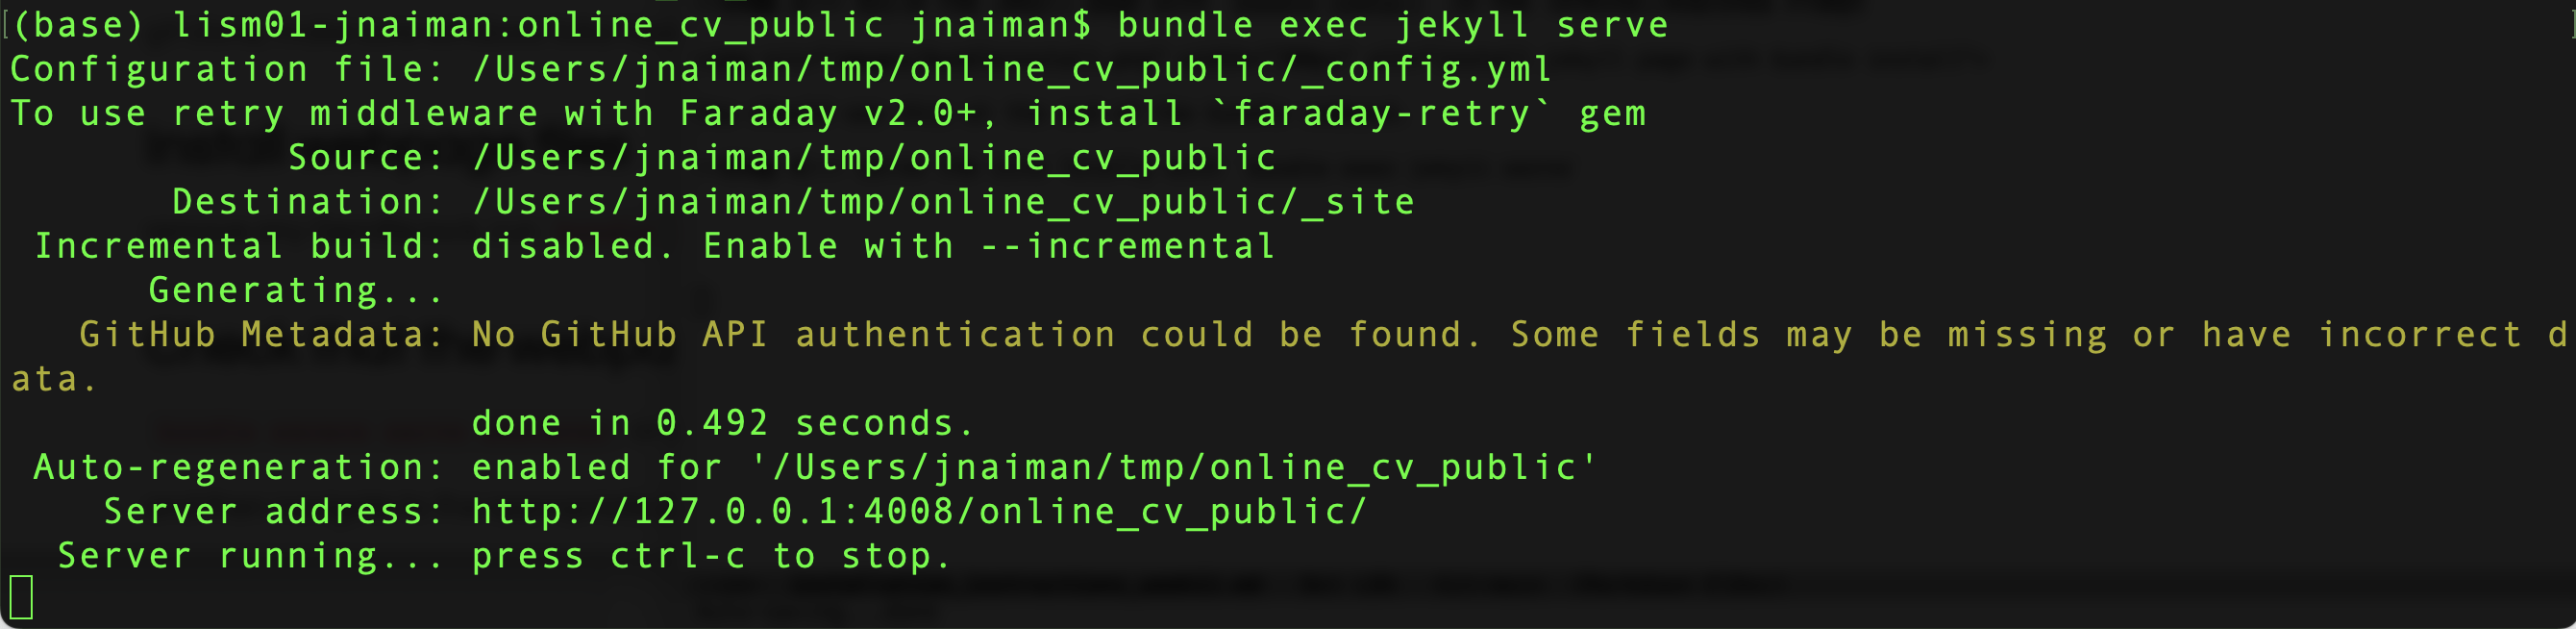 (base) lism01-jnaiman:online_cv_public jnaiman$ bundle exec jekyll serve
Configuration file: /Users/jnaiman/tmp/online_cv_public/_config.yml
To use retry middleware with Faraday v2.0+, install `faraday-retry` gem
Source: /Users/jnaiman/tmp/online_cv_public
Destination: /Users/jnaiman/tmp/online_cv_public/_site
Incremental build: disabled. Enable with --incremental
Generating...
GitHub Metadata: No GitHub API authentication could be found. Some fields may be missing or have incorrect d
ata.
done in 0.492 seconds.
Auto-regeneration: enabled for '/Users/jnaiman/tmp/online_cv_public'
Server address: http://127.0.0.1:4008/online_cv_public/
Server running... press ctrl-c to stop.